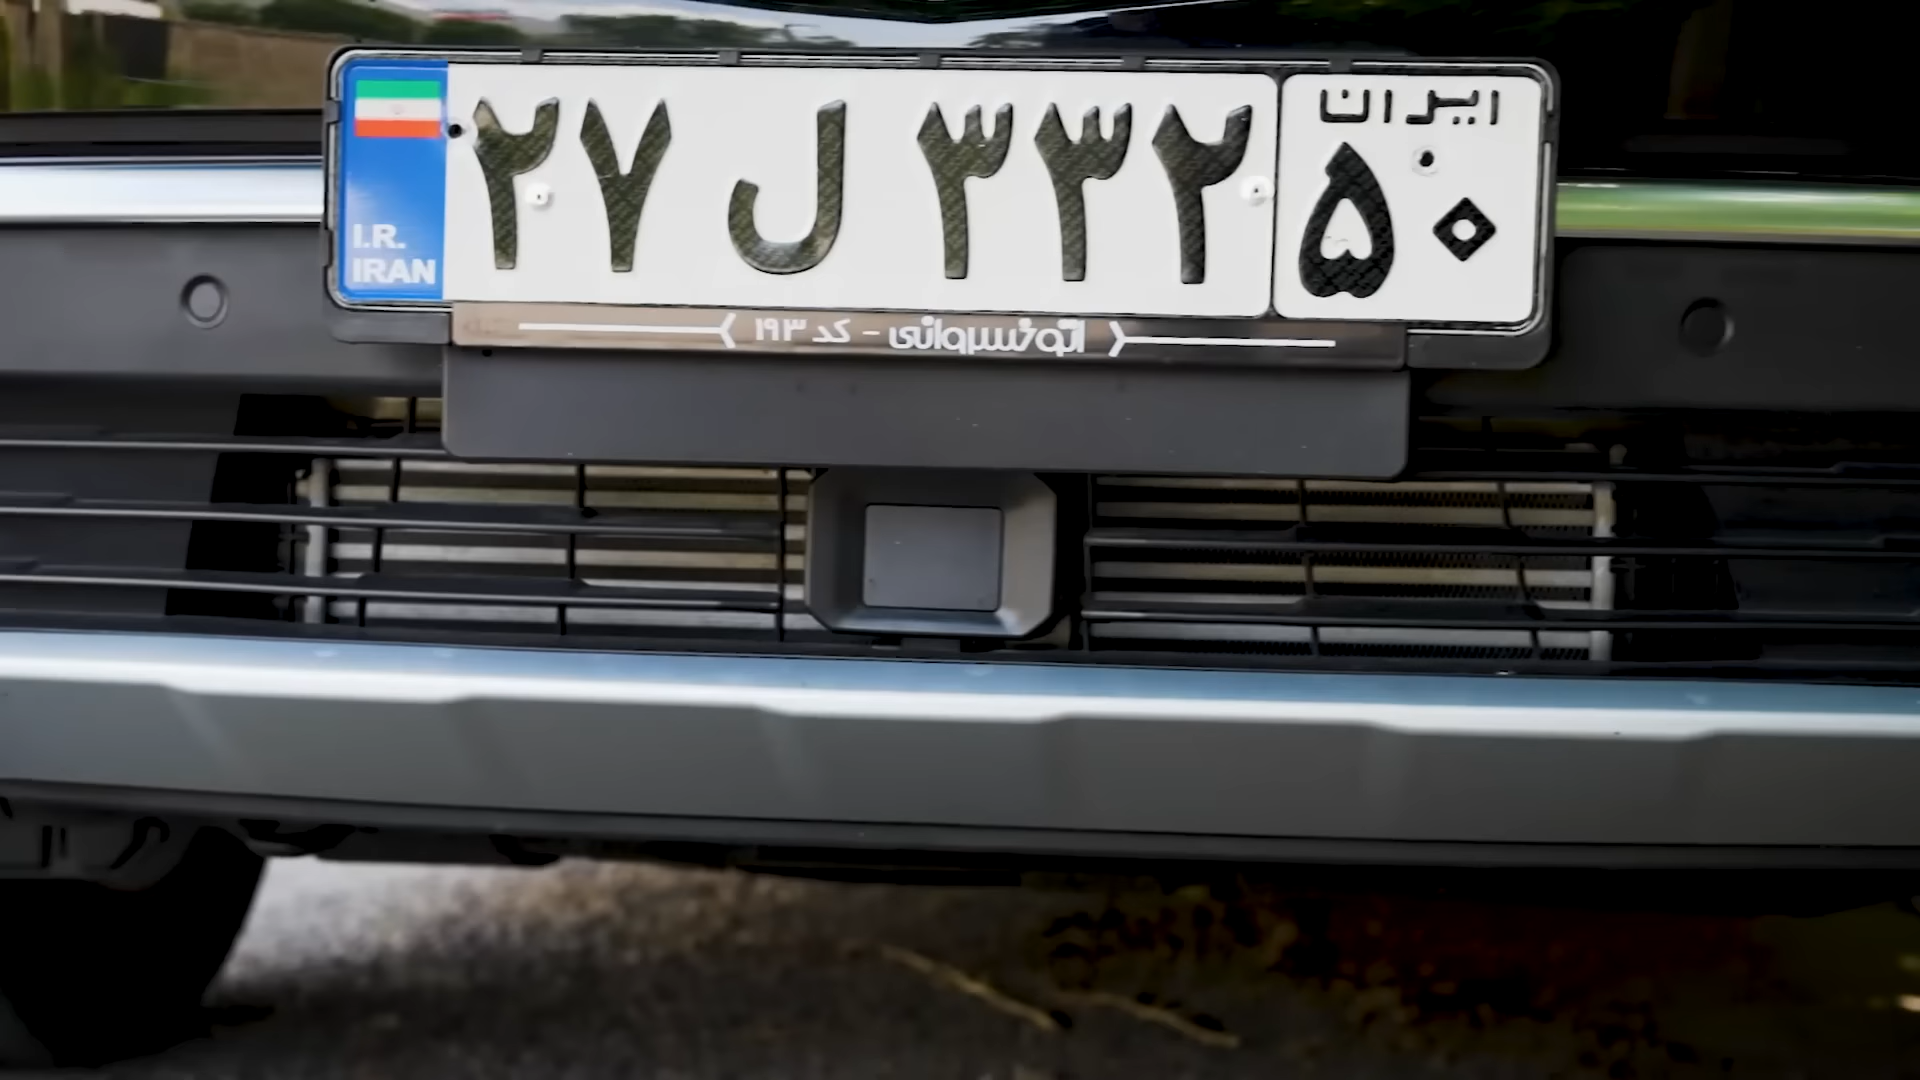 ۲۷ ل ۳۳۲
ایران
۵۰
I.R.
IRAN
اتوخسروانی - کد ۱۹۳